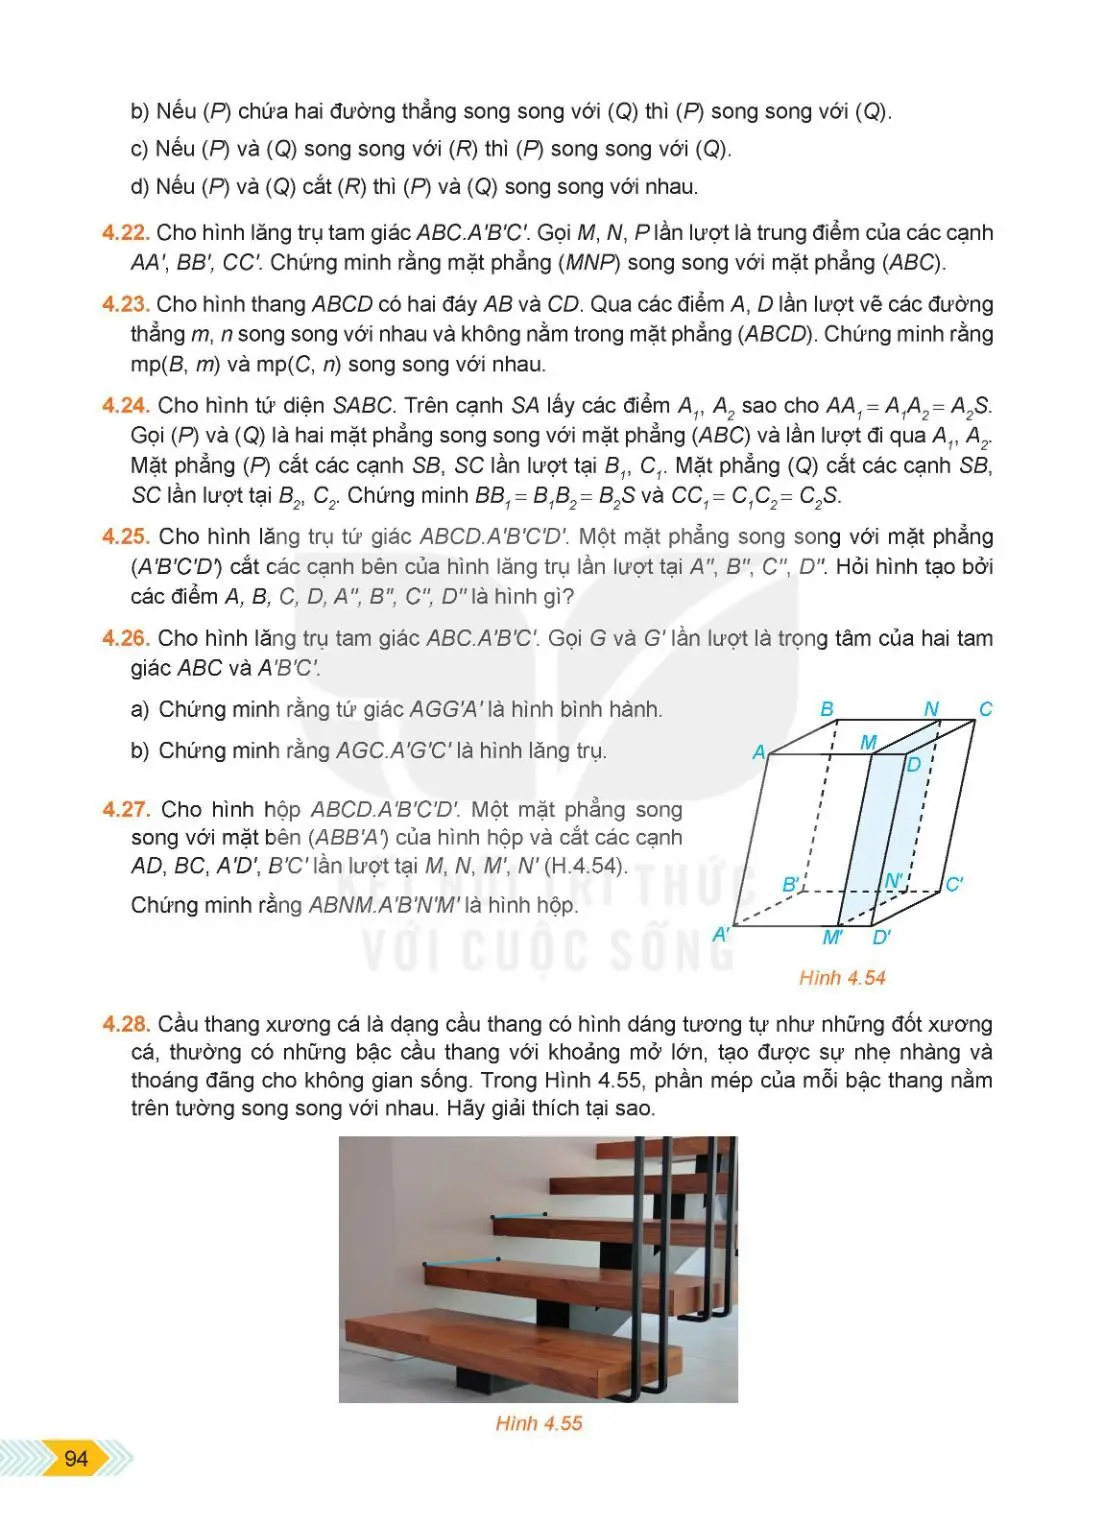 b) Nếu (P) chứa hai đường thẳng song song với (Q) thì (P) song song với (Q).
c) Nếu (P) và (Q) song song với (R) thì (P) song song với (Q).
d) Nếu (P) và (Q) cắt (R) thì (P) và (Q) song song với nhau.
4.22. Cho hình lăng trụ tam giác ABC.A'B'C'. Gọi M, N, P lần lượt là trung điểm của các cạnh
AA', BB', CC'. Chứng minh rằng mặt phẳng (MNP) song song với mặt phẳng (ABC).
4.23. Cho hình thang ABCD có hai đáy AB và CD. Qua các điểm A, D lần lượt vẽ các đường
thẳng m, n song song với nhau và không nằm trong mặt phẳng (ABCD). Chứng minh rằng
mp(B, m) và mp(C, n) song song với nhau.
4.24. Cho hình tứ diện SABC. Trên cạnh SA lấy các điểm A₁, A₂ sao cho AA₁ = A₁A₂ = A₂S.
Gọi (P) và (Q) là hai mặt phẳng song song với mặt phẳng (ABC) và lần lượt đi qua A₁, A₂.
Mặt phẳng (P) cắt các cạnh SB, SC lần lượt tại B₁, C₁. Mặt phẳng (Q) cắt các cạnh SB,
SC lần lượt tại B₂, C₂. Chứng minh BB₁ = B₁B₂ = B₂S và CC₁ = C₁C₂ = C₂S.
4.25. Cho hình lăng trụ tứ giác ABCD.A'B'C'D'. Một mặt phẳng song song với mặt phẳng
(A'B'C'D') cắt các cạnh bên của hình lăng trụ lần lượt tại A'', B'', C'', D''. Hỏi hình tạo bởi
các điểm A, B, C, D, A'', B'', C'', D'' là hình gì?
4.26. Cho hình lăng trụ tam giác ABC.A'B'C'. Gọi G và G' lần lượt là trọng tâm của hai tam
giác ABC và A'B'C'.
a) Chứng minh rằng tứ giác AGG'A' là hình bình hành.
b) Chứng minh rằng AGC.A'G'C' là hình lăng trụ.
4.27. Cho hình hộp ABCD.A'B'C'D'. Một mặt phẳng song
song với mặt bên (ABB'A') của hình hộp và cắt các cạnh
AD, BC, A'D', B'C' lần lượt tại M, N, M', N' (H.4.54).
Chứng minh rằng ABNM.A'B'N'M' là hình hộp.
B N C
A M D
B' N' C'
A' M' D'
Hình 4.54
KẾT NỐI TRI THỨC
VỚI CUỘC SỐNG
4.28. Cầu thang xương cá là dạng cầu thang có hình dáng tương tự như những đốt xương
cá, thường có những bậc cầu thang với khoảng mở lớn, tạo được sự nhẹ nhàng và
thoáng đãng cho không gian sống. Trong Hình 4.55, phần mép của mỗi bậc thang nằm
trên tường song song với nhau. Hãy giải thích tại sao.
Hình 4.55
94